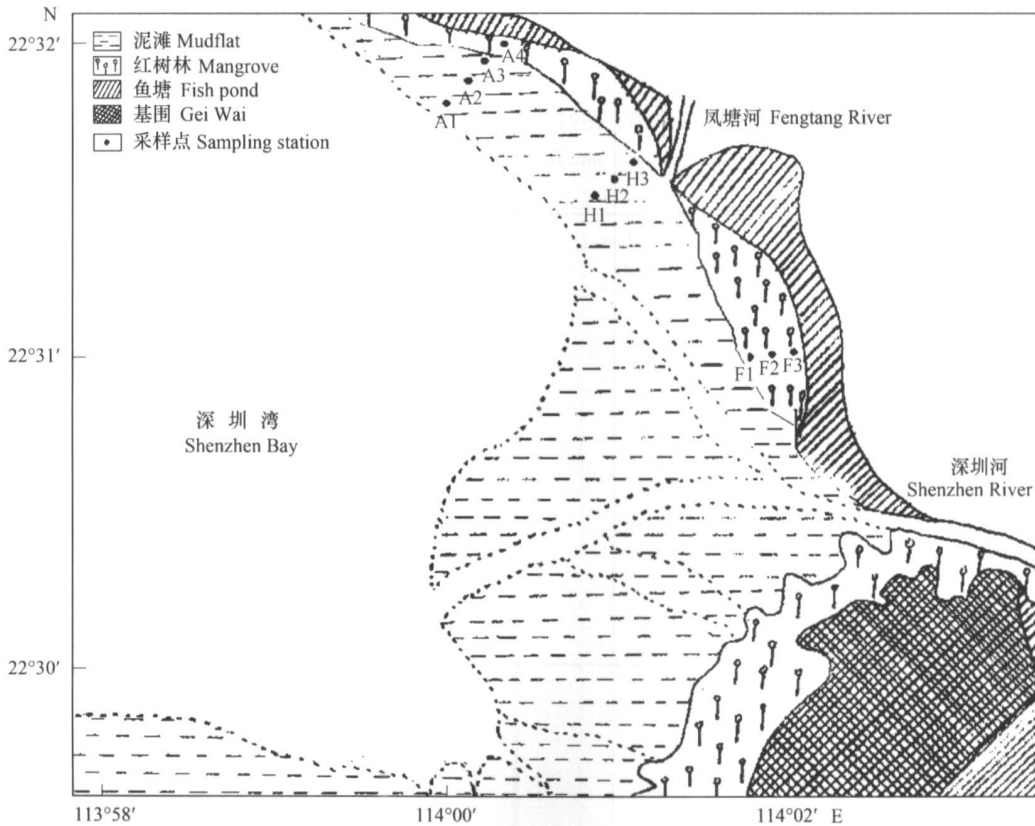 N
22°32′
泥滩 Mudflat
红树林 Mangrove
鱼塘 Fish pond
基围 Gei Wai
采样点 Sampling station
A4
A3
A2
A1
凤塘河 Fengtang River
H3
H2
H1
22°31′
F1 F2 F3
深圳湾
Shenzhen Bay
深圳河
Shenzhen River
22°30′
113°58′ 114°00′ 114°02′ E